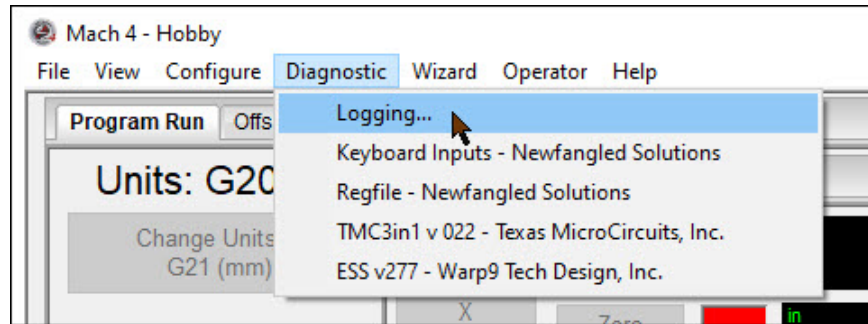 Mach 4 - Hobby
File View Configure Diagnostic Wizard Operator Help
Program Run Offs
Logging...
Keyboard Inputs - Newfangled Solutions
Units: G20
Regfile - Newfangled Solutions
Change Units
G21 (mm)
TMC3in1 v 022 - Texas MicroCircuits, Inc.
ESS v277 - Warp9 Tech Design, Inc.
X
Zero
in